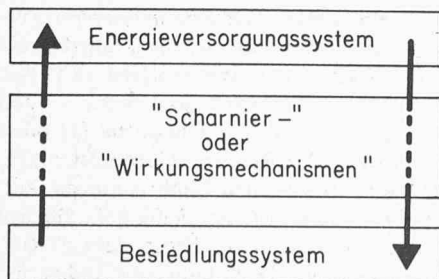 Energieversorgungssystem
"Scharnier-"
oder
"Wirkungsmechanismen"
Besiedlungssystem